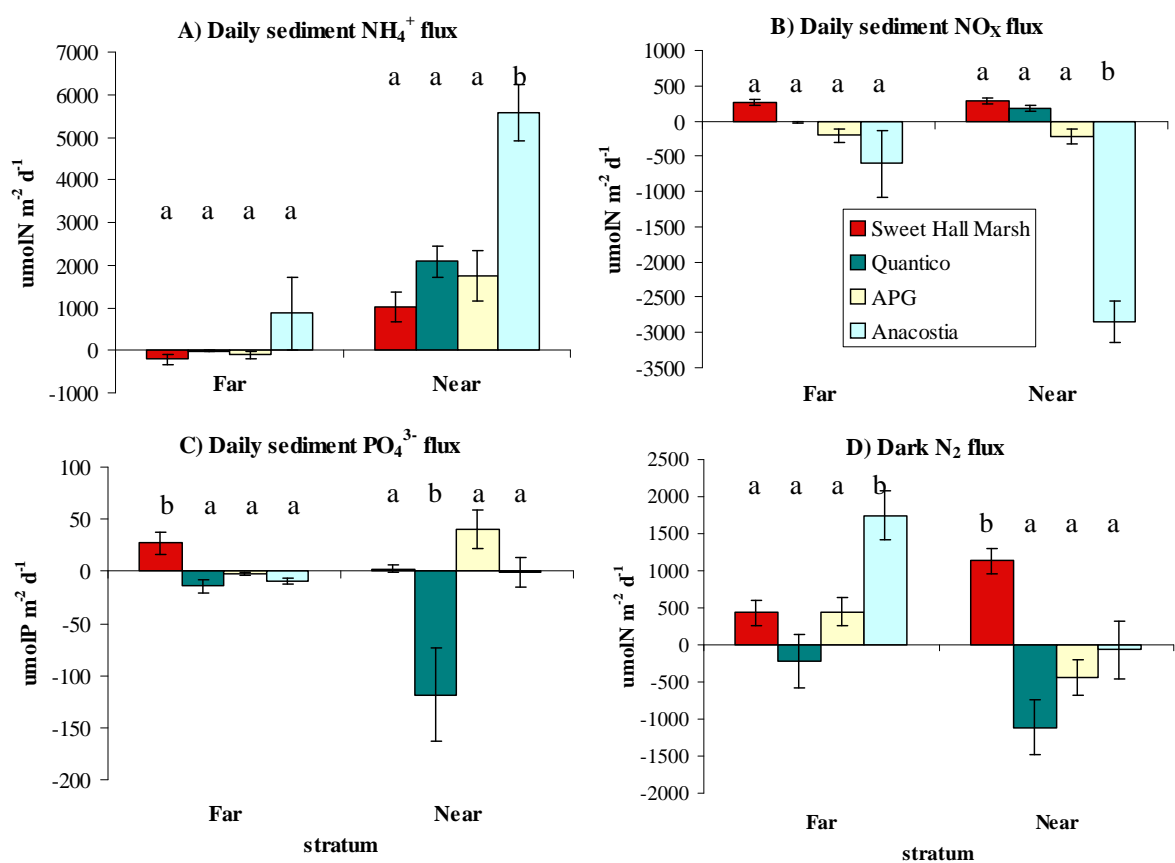 A) Daily sediment NH₄⁺ flux
7000
6000
5000
4000
3000
2000
1000
0
-1000
umolN m⁻² d⁻¹
a a a a
a a a b
Far Near
B) Daily sediment NOX flux
1000
500
0
-500
-1000
-1500
-2000
-2500
-3000
-3500
umolN m⁻² d⁻¹
a a a a
a a a b
Sweet Hall Marsh
Quantico
APG
Anacostia
Far Near
C) Daily sediment PO₄³⁻ flux
100
50
0
-50
-100
-150
-200
umolP m⁻² d⁻¹
b a a a
a b a a
Far Near
stratum
D) Dark N₂ flux
2500
2000
1500
1000
500
0
-500
-1000
-1500
-2000
umolN m⁻² d⁻¹
a a a b
b a a a
Far Near
stratum